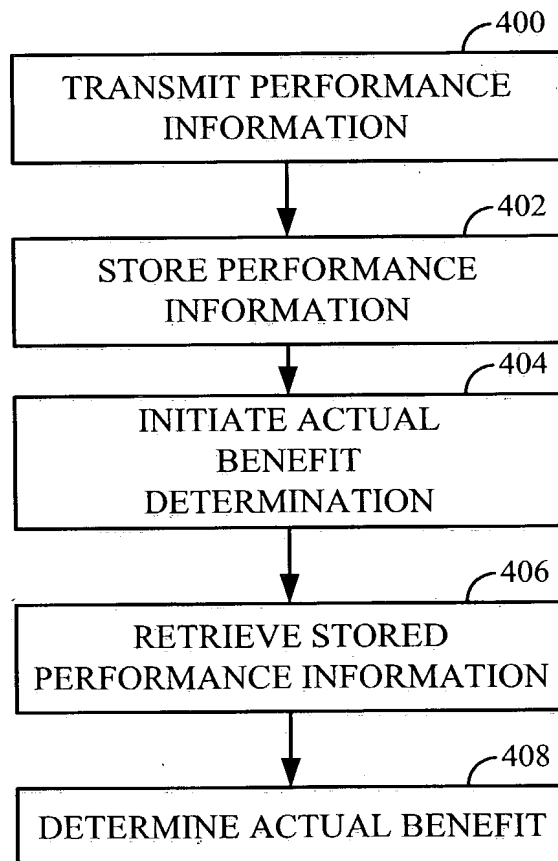 400
TRANSMIT PERFORMANCE
INFORMATION
402
STORE PERFORMANCE
INFORMATION
404
INITIATE ACTUAL
BENEFIT
DETERMINATION
406
RETRIEVE STORED
PERFORMANCE INFORMATION
408
DETERMINE ACTUAL BENEFIT